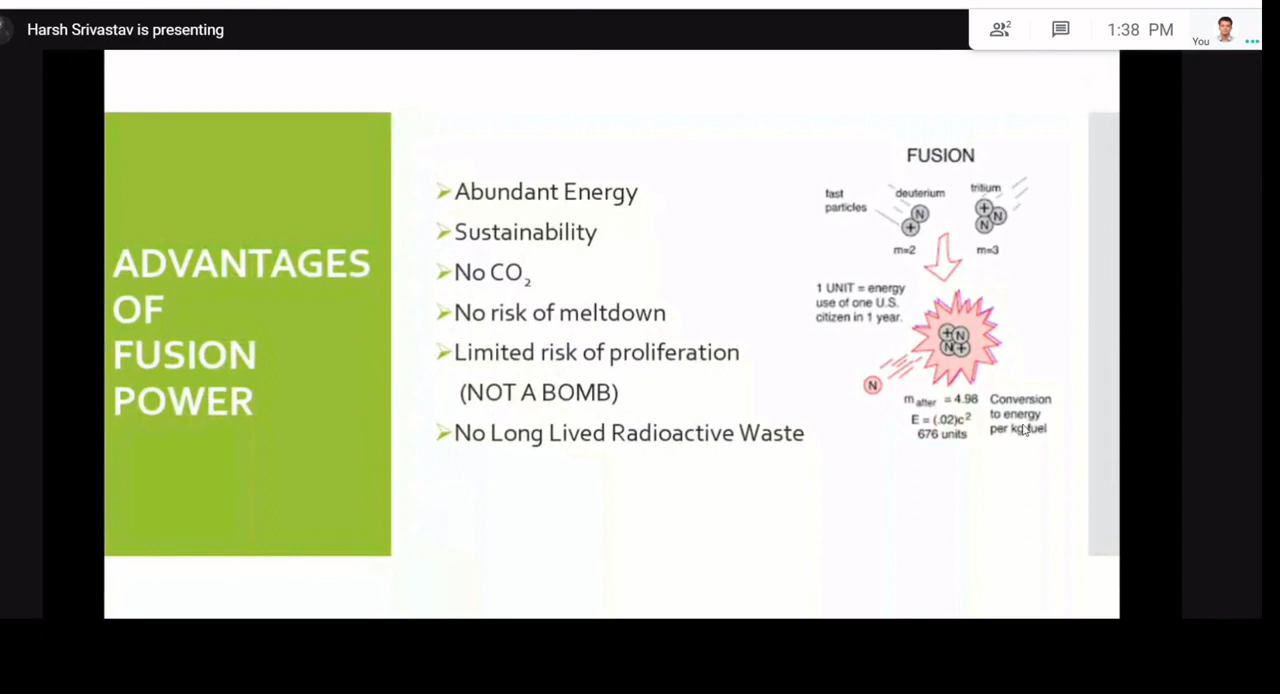 Harsh Srivastav is presenting
2
1:38 PM
You
ADVANTAGES
OF
FUSION
POWER
➢Abundant Energy
➢Sustainability
➢No CO₂
➢No risk of meltdown
➢Limited risk of proliferation
(NOT A BOMB)
➢No Long Lived Radioactive Waste
FUSION
fast
particles
deuterium
tritium
N
+
+
N
N
m=2
m=3
1 UNIT = energy
use of one U.S.
citizen in 1 year.
+ N
N +
N
m after = 4.98
E = (.02)c²
676 units
Conversion
to energy
per kg fuel